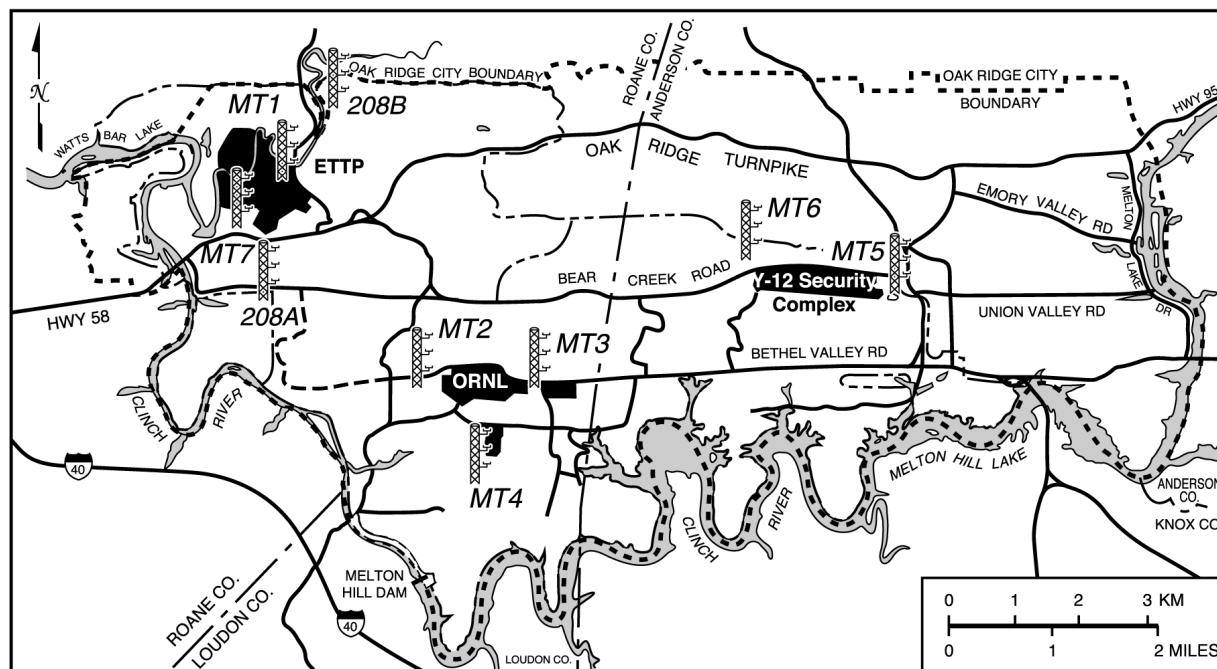 N
ROANE CO.
ANDERSON CO.
OAK RIDGE CITY BOUNDARY
OAK RIDGE CITY
BOUNDARY
HWY 95
208B
MT1
WATTS BAR LAKE
ETTP
OAK RIDGE TURNPIKE
MELTON LAKE DR
EMORY VALLEY RD
MT6
MT7
MT5
BEAR CREEK ROAD
Y-12 Security
Complex
208A
HWY 58
UNION VALLEY RD
MT2
MT3
BETHEL VALLEY RD
ORNL
CLINCH RIVER
MELTON HILL LAKE
40
MT4
ANDERSON
CO.
KNOX CO
CLINCH RIVER
MELTON
HILL DAM
ROANE CO.
LOUDON CO.
40
LOUDON CO.
0 1 2 3 KM
0 1 2 MILES